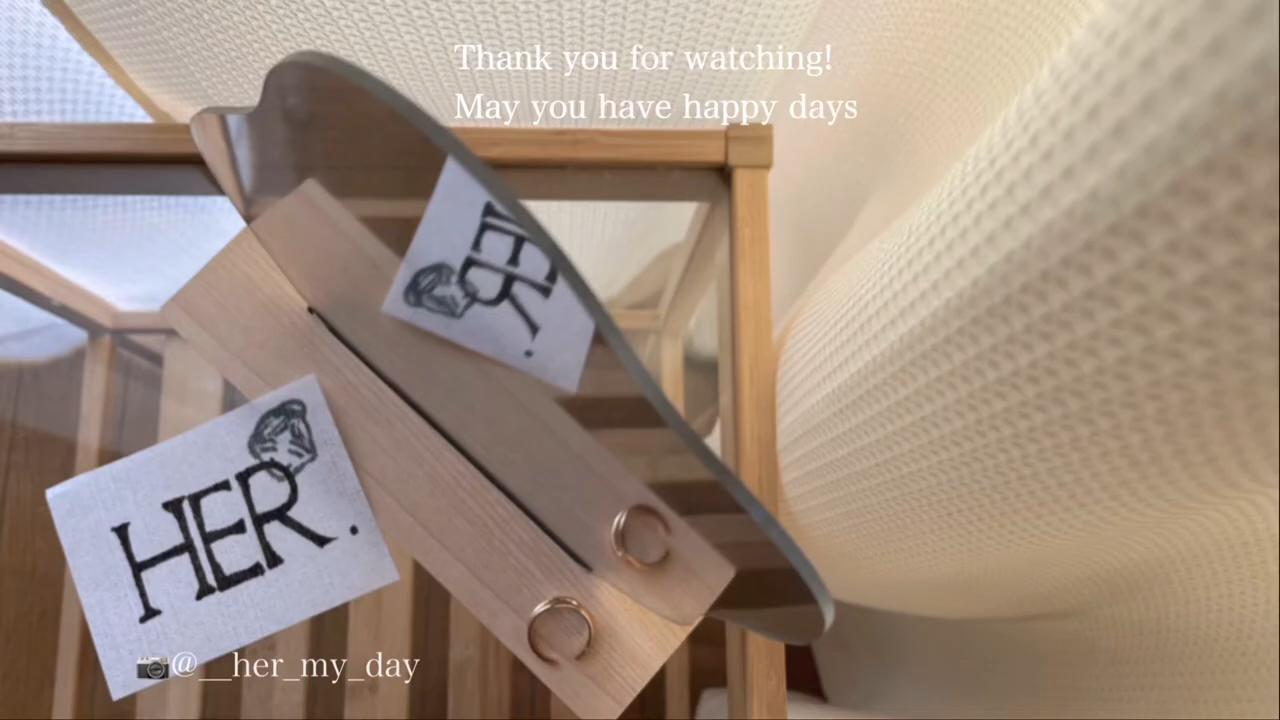 Thank you for watching!
May you have happy days
HER.
HER.
📷@__her_my_day